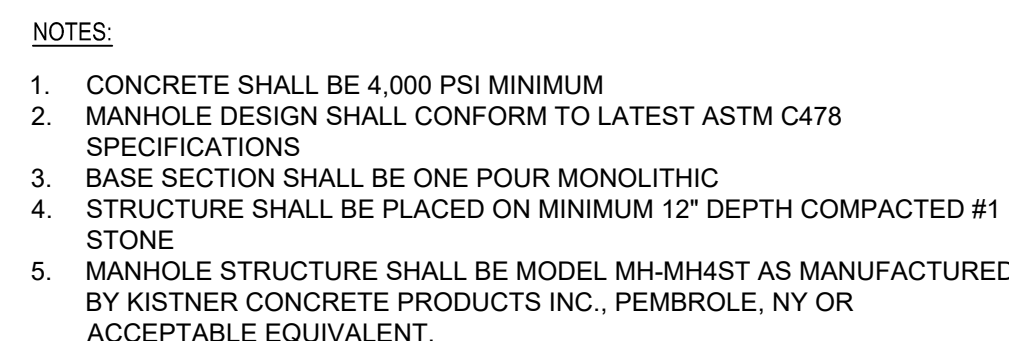 NOTES:
1. CONCRETE SHALL BE 4,000 PSI MINIMUM
2. MANHOLE DESIGN SHALL CONFORM TO LATEST ASTM C478
SPECIFICATIONS
3. BASE SECTION SHALL BE ONE POUR MONOLITHIC
4. STRUCTURE SHALL BE PLACED ON MINIMUM 12" DEPTH COMPACTED #1
STONE
5. MANHOLE STRUCTURE SHALL BE MODEL MH-MH4ST AS MANUFACTURED
BY KISTNER CONCRETE PRODUCTS INC., PEMBROLE, NY OR
ACCEPTABLE EQUIVALENT.